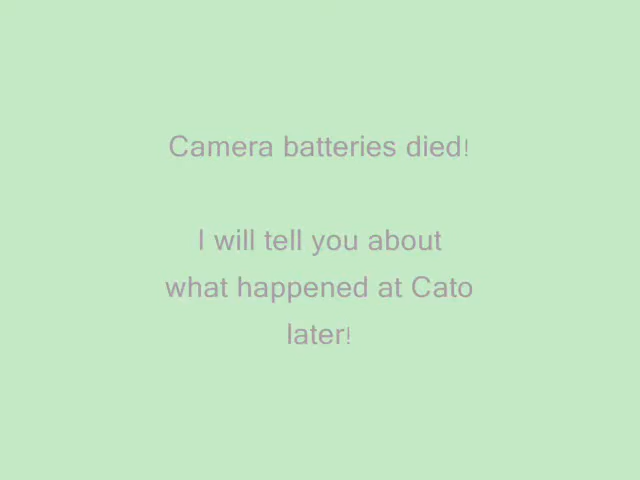 Camera batteries died!
I will tell you about
what happened at Cato
later!